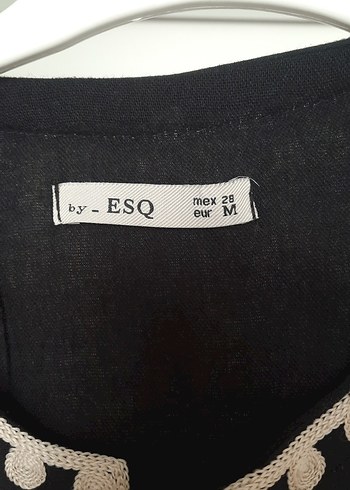 by - ESQ
mex 28
eur M